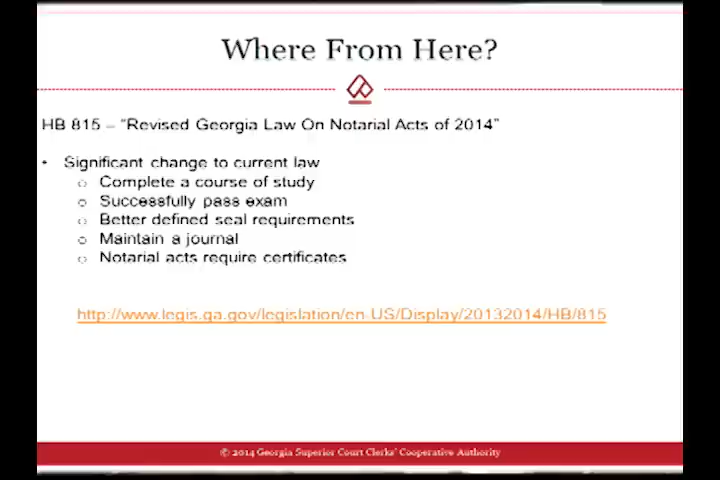 Where From Here?
HB 815 – "Revised Georgia Law On Notarial Acts of 2014"
• Significant change to current law
o Complete a course of study
o Successfully pass exam
o Better defined seal requirements
o Maintain a journal
o Notarial acts require certificates
http://www.legis.ga.gov/legislation/en-US/Display/20132014/HB/815
© 2014 Georgia Superior Court Clerks' Cooperative Authority